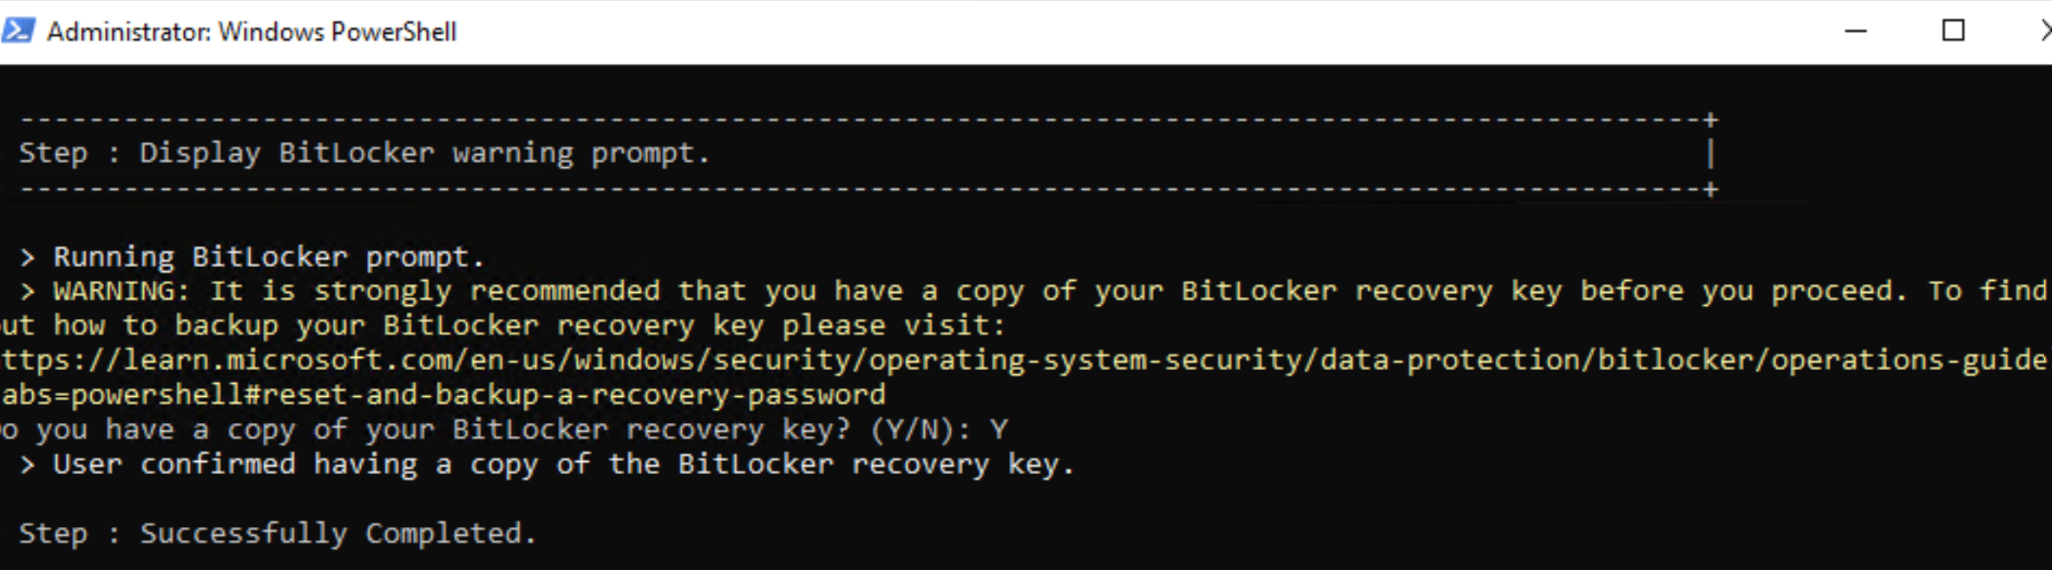 Administrator: Windows PowerShell
-------------------------------------------------------------------------------------------------+
Step : Display BitLocker warning prompt. |
-------------------------------------------------------------------------------------------------+
> Running BitLocker prompt.
> WARNING: It is strongly recommended that you have a copy of your BitLocker recovery key before you proceed. To find
ut how to backup your BitLocker recovery key please visit:
ttps://learn.microsoft.com/en-us/windows/security/operating-system-security/data-protection/bitlocker/operations-guide
abs=powershell#reset-and-backup-a-recovery-password
o you have a copy of your BitLocker recovery key? (Y/N): Y
> User confirmed having a copy of the BitLocker recovery key.
Step : Successfully Completed.